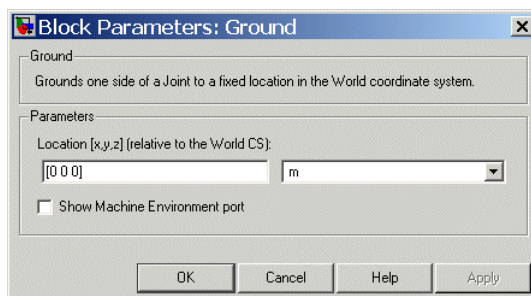 Block Parameters: Ground
Ground
Grounds one side of a Joint to a fixed location in the World coordinate system.
Parameters
Location [x,y,z] (relative to the World CS):
[0 0 0] m
Show Machine Environment port
OK Cancel Help Apply